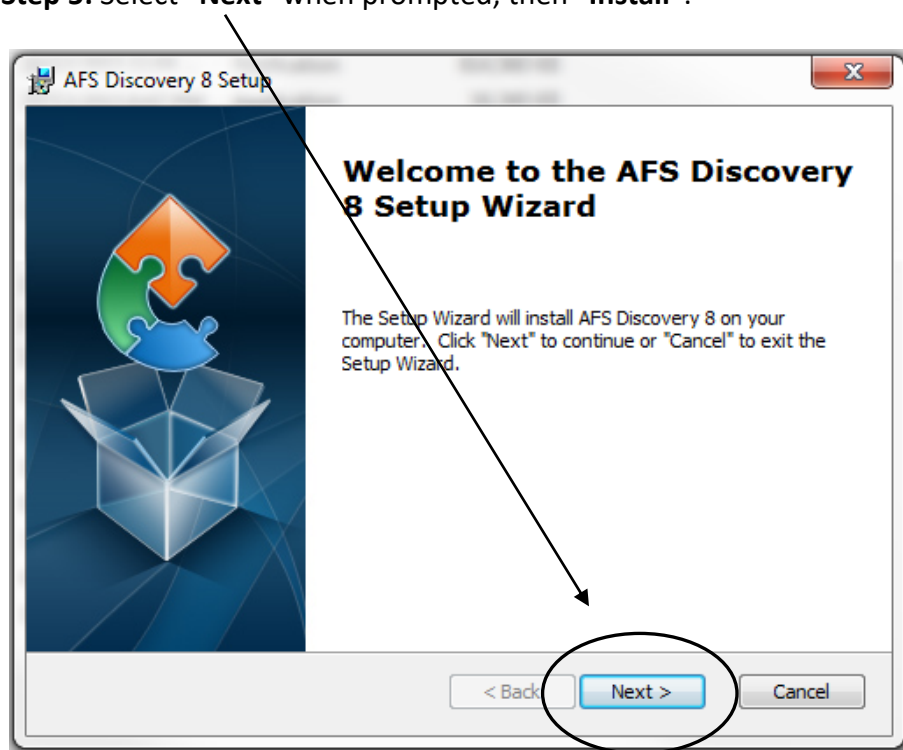 Select "Next" when prompted, then "Install".
AFS Discovery 8 Setup
Welcome to the AFS Discovery
8 Setup Wizard
The Setup Wizard will install AFS Discovery 8 on your
computer. Click "Next" to continue or "Cancel" to exit the
Setup Wizard.
< Back
Next >
Cancel